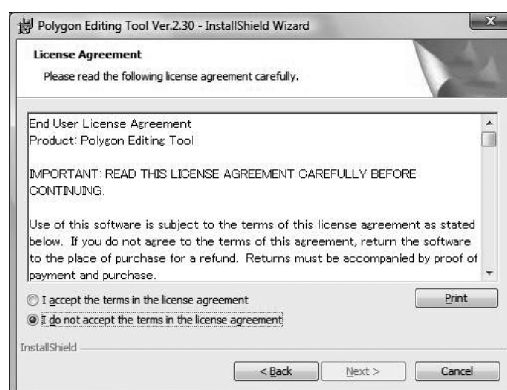 Polygon Editing Tool Ver.2.30 - InstallShield Wizard
License Agreement
Please read the following license agreement carefully.
End User License Agreement
Product: Polygon Editing Tool
IMPORTANT: READ THIS LICENSE AGREEMENT CAREFULLY BEFORE
CONTINUING.
Use of this software is subject to the terms of this license agreement as stated
below. If you do not agree to the terms of this agreement, return the software
to the place of purchase for a refund. Returns must be accompanied by proof of
payment and purchase.
I accept the terms in the license agreement
Print
I do not accept the terms in the license agreement
InstallShield
< Back
Next >
Cancel